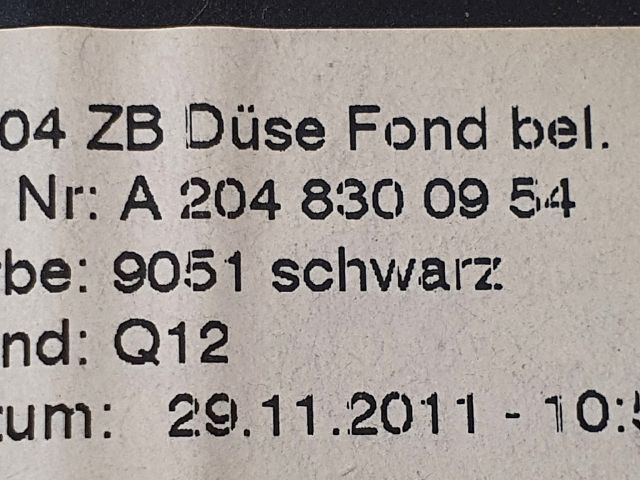 04 ZB Düse Fond bel.
Nr: A 204 830 09 54
rbe: 9051 schwarz
nd: Q12
tum: 29.11.2011 - 10:5